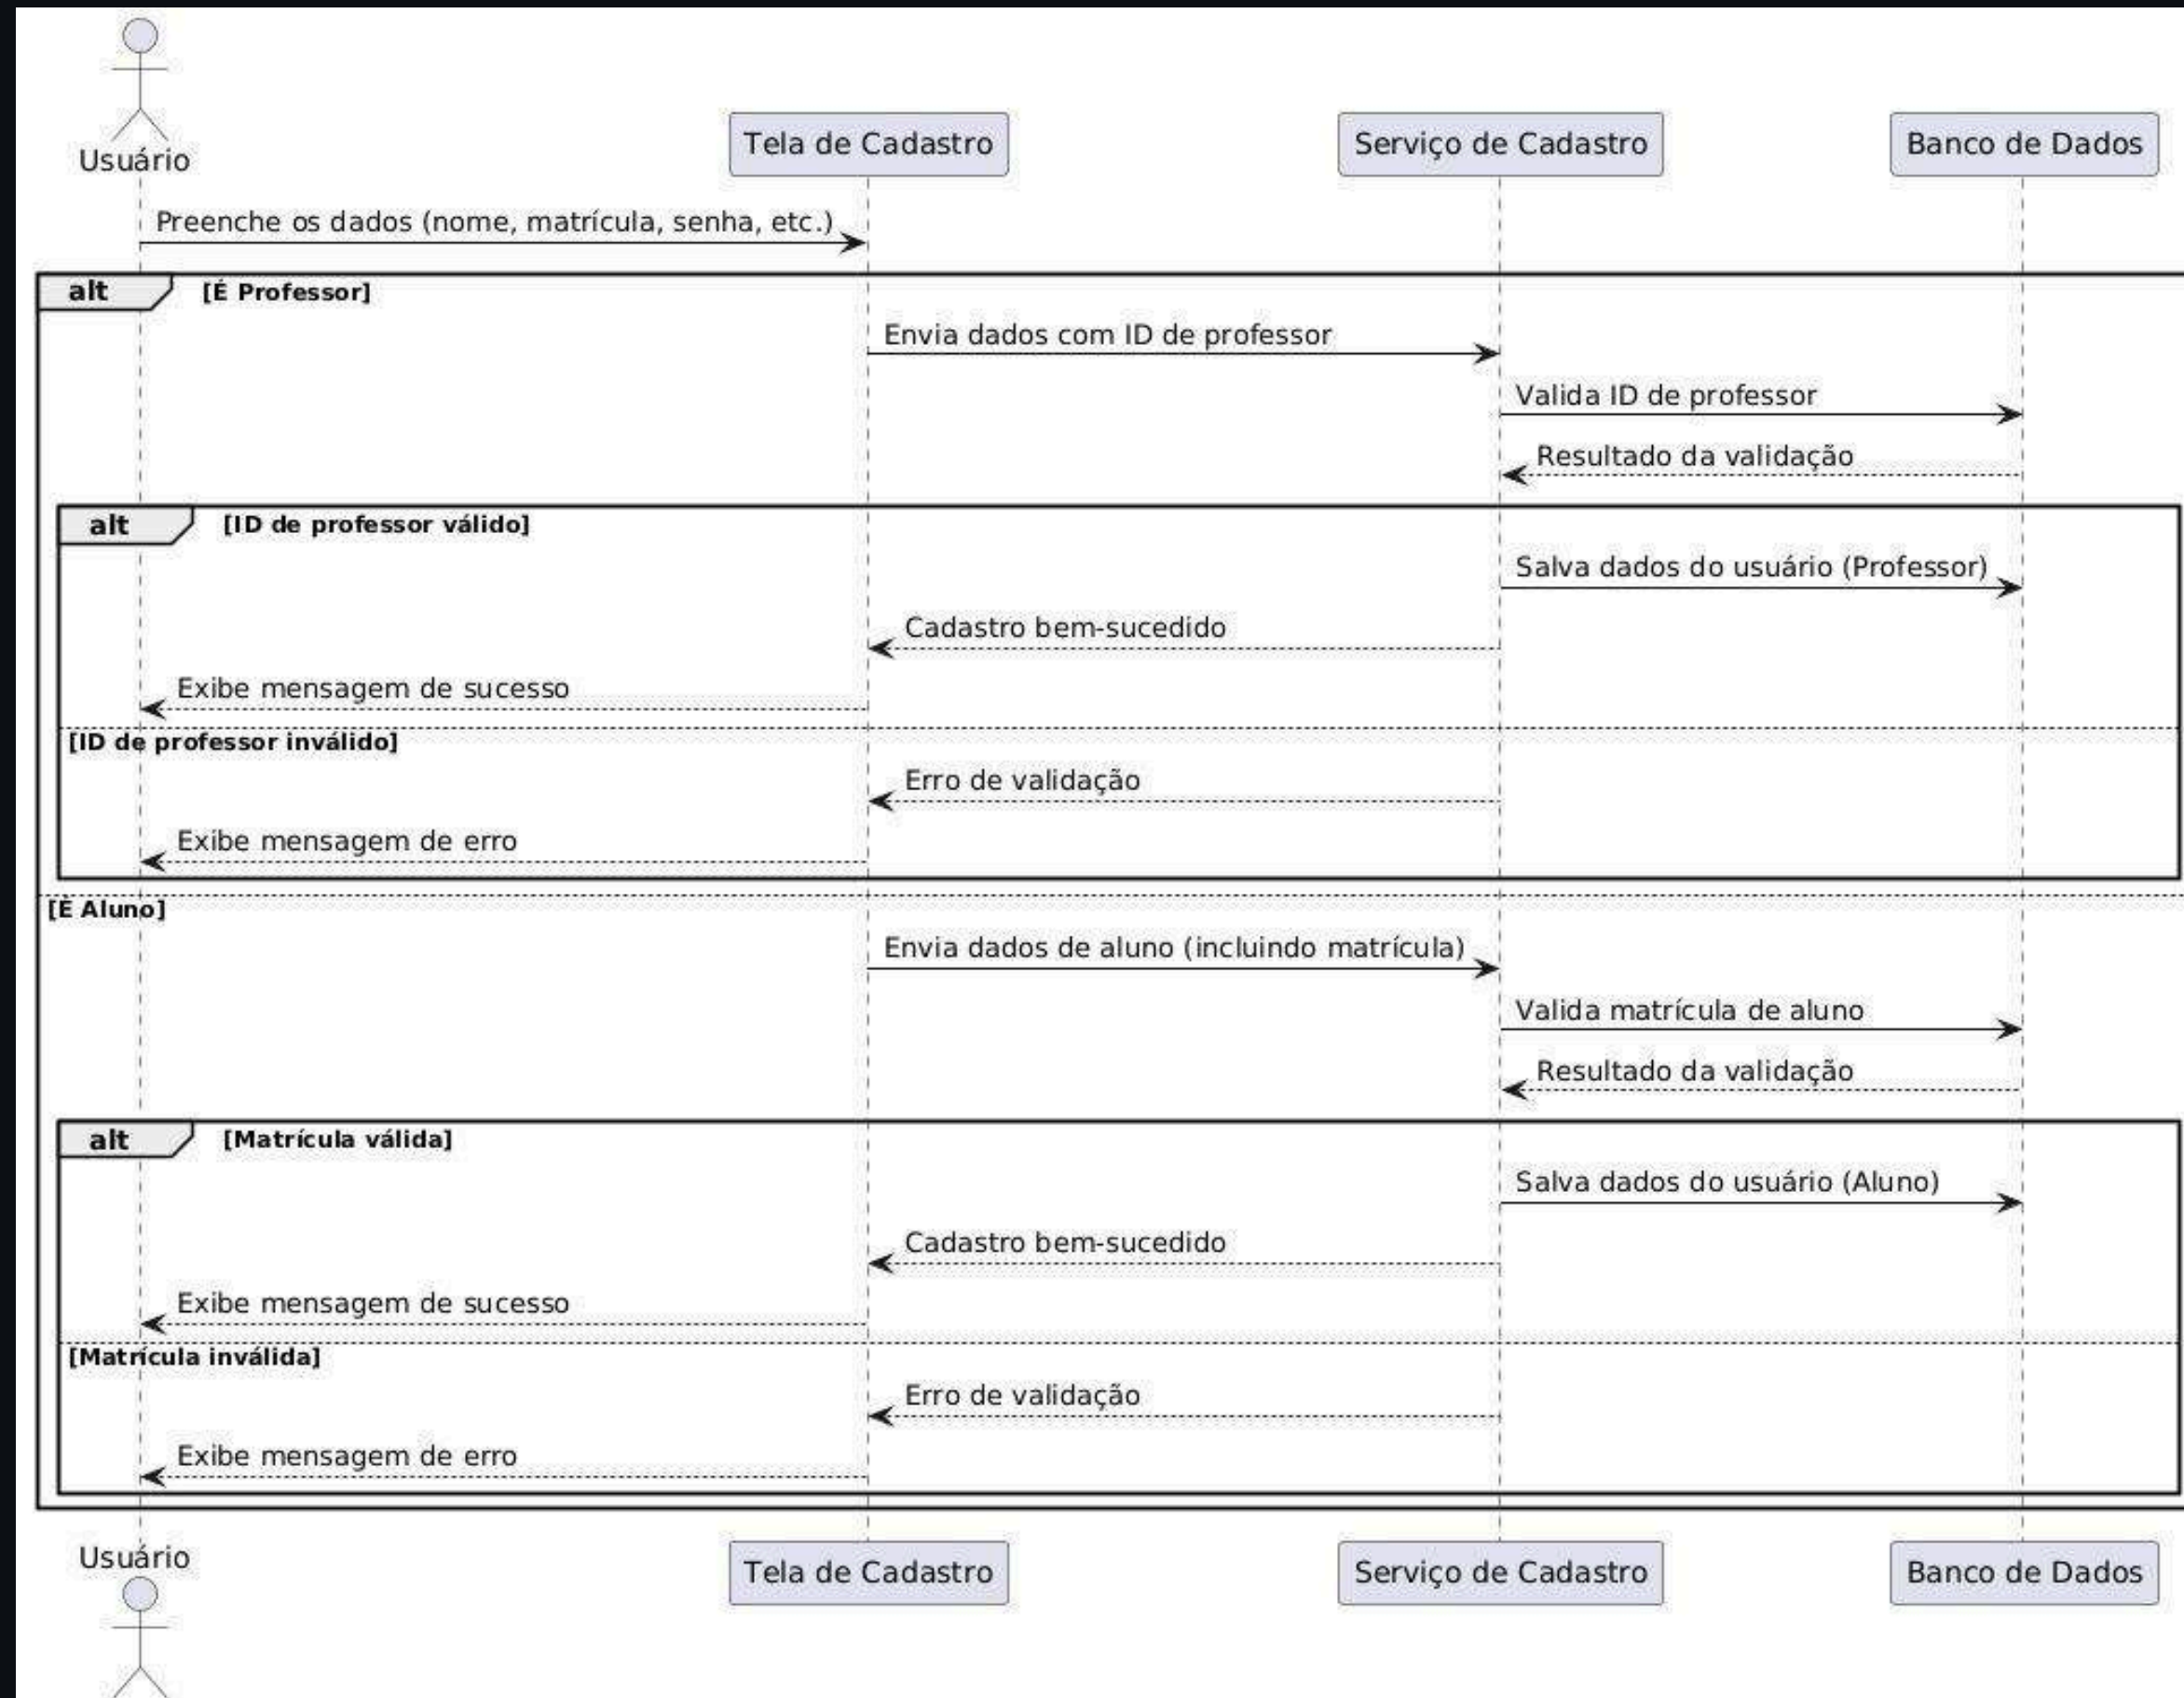 Usuário
Tela de Cadastro
Serviço de Cadastro
Banco de Dados
Preenche os dados (nome, matrícula, senha, etc.)
alt
[É Professor]
Envia dados com ID de professor
Valida ID de professor
Resultado da validação
alt
[ID de professor válido]
Salva dados do usuário (Professor)
Cadastro bem-sucedido
Exibe mensagem de sucesso
[ID de professor inválido]
Erro de validação
Exibe mensagem de erro
[É Aluno]
Envia dados de aluno (incluindo matrícula)
Valida matrícula de aluno
Resultado da validação
alt
[Matrícula válida]
Salva dados do usuário (Aluno)
Cadastro bem-sucedido
Exibe mensagem de sucesso
[Matrícula inválida]
Erro de validação
Exibe mensagem de erro
Usuário
Tela de Cadastro
Serviço de Cadastro
Banco de Dados